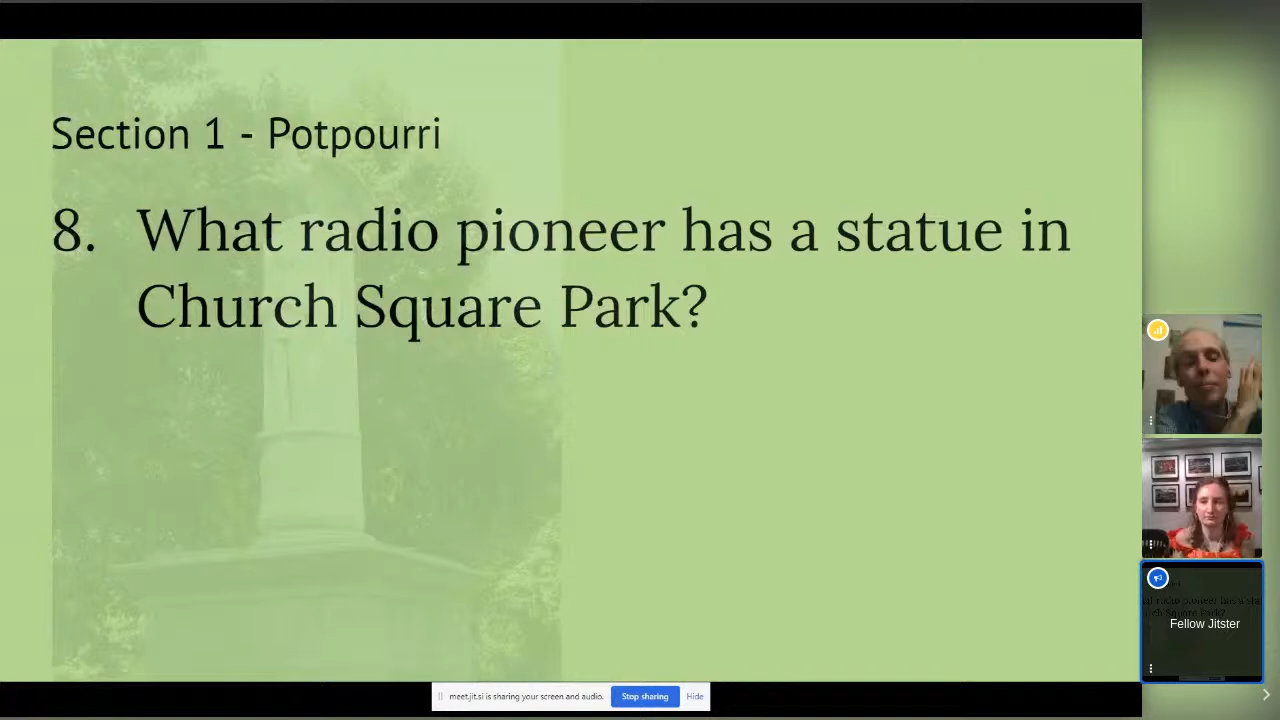 Section 1 - Potpourri
8. What radio pioneer has a statue in
Church Square Park?
meet.jit.si is sharing your screen and audio.
Stop sharing
Hide
Fellow Jitster